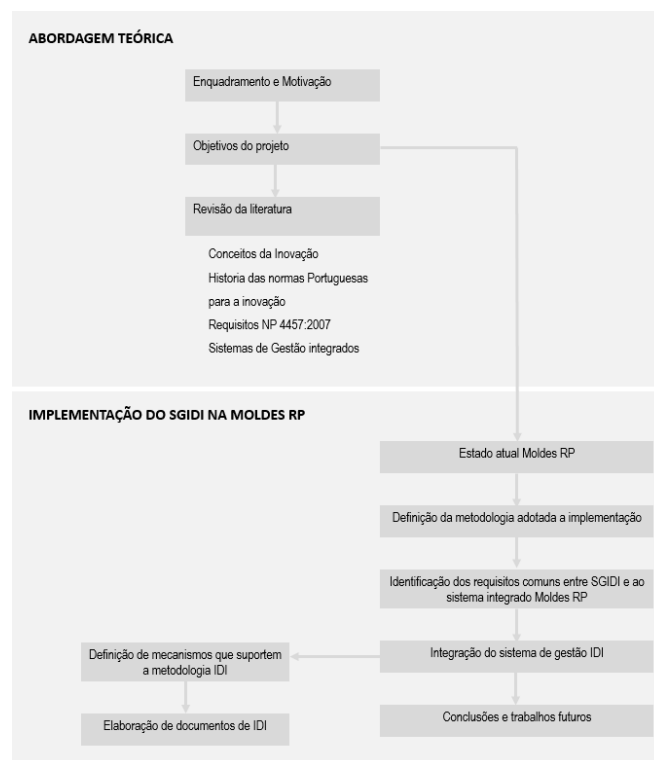 ABORDAGEM TEÓRICA
Enquadramento e Motivação
Objetivos do projeto
Revisão da literatura
Conceitos da Inovação
Historia das normas Portuguesas
para a inovação
Requisitos NP 4457:2007
Sistemas de Gestão integrados
IMPLEMENTAÇÃO DO SGIDI NA MOLDES RP
Estado atual Moldes RP
Definição da metodologia adotada a implementação
Identificação dos requisitos comuns entre SGIDI e ao
sistema integrado Moldes RP
Integração do sistema de gestão IDI
Definição de mecanismos que suportem
a metodologia IDI
Conclusões e trabalhos futuros
Elaboração de documentos de IDI